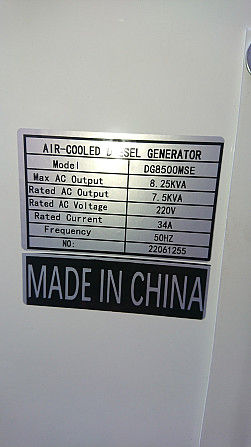 AIR-COOLED DIESEL GENERATOR
Model DG8500MSE
Max AC Output 8.25KVA
Rated AC Output 7.5KVA
Rated AC Voltage 220V
Rated Current 34A
Frequency 50HZ
NO: 22061255
MADE IN CHINA